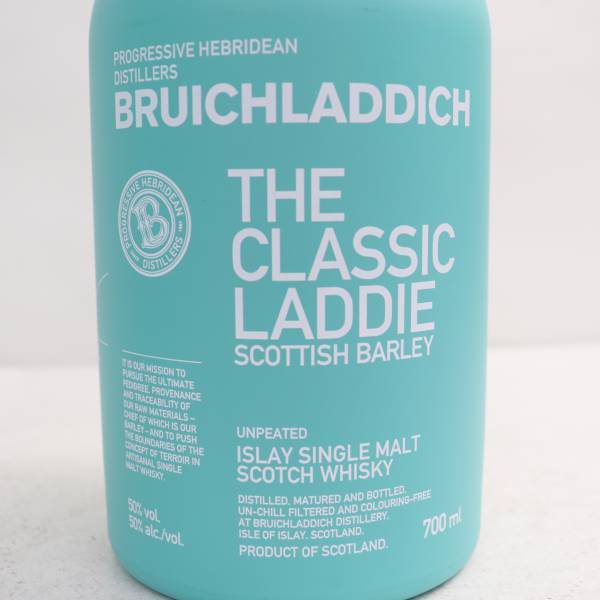 PROGRESSIVE HEBRIDEAN
DISTILLERS
BRUICHLADDICH
THE
CLASSIC
LADDIE
SCOTTISH BARLEY
PROGRESSIVE HEBRIDEAN
B
DISTILLERS
IT IS OUR MISSION TO
PURSUE THE ULTIMATE
PEDIGREE, PROVENANCE
AND TRACEABILITY OF
OUR RAW MATERIALS –
CHIEF OF WHICH IS OUR
BARLEY – AND TO PUSH
THE BOUNDARIES OF THE
CONCEPT OF TERROIR IN
ARTISANAL SINGLE
MALT WHISKY.
50% vol.
50% alc./vol.
UNPEATED
ISLAY SINGLE MALT
SCOTCH WHISKY
DISTILLED, MATURED AND BOTTLED,
UN-CHILL FILTERED AND COLOURING-FREE
AT BRUICHLADDICH DISTILLERY,
ISLE OF ISLAY, SCOTLAND.
PRODUCT OF SCOTLAND.
700 ml